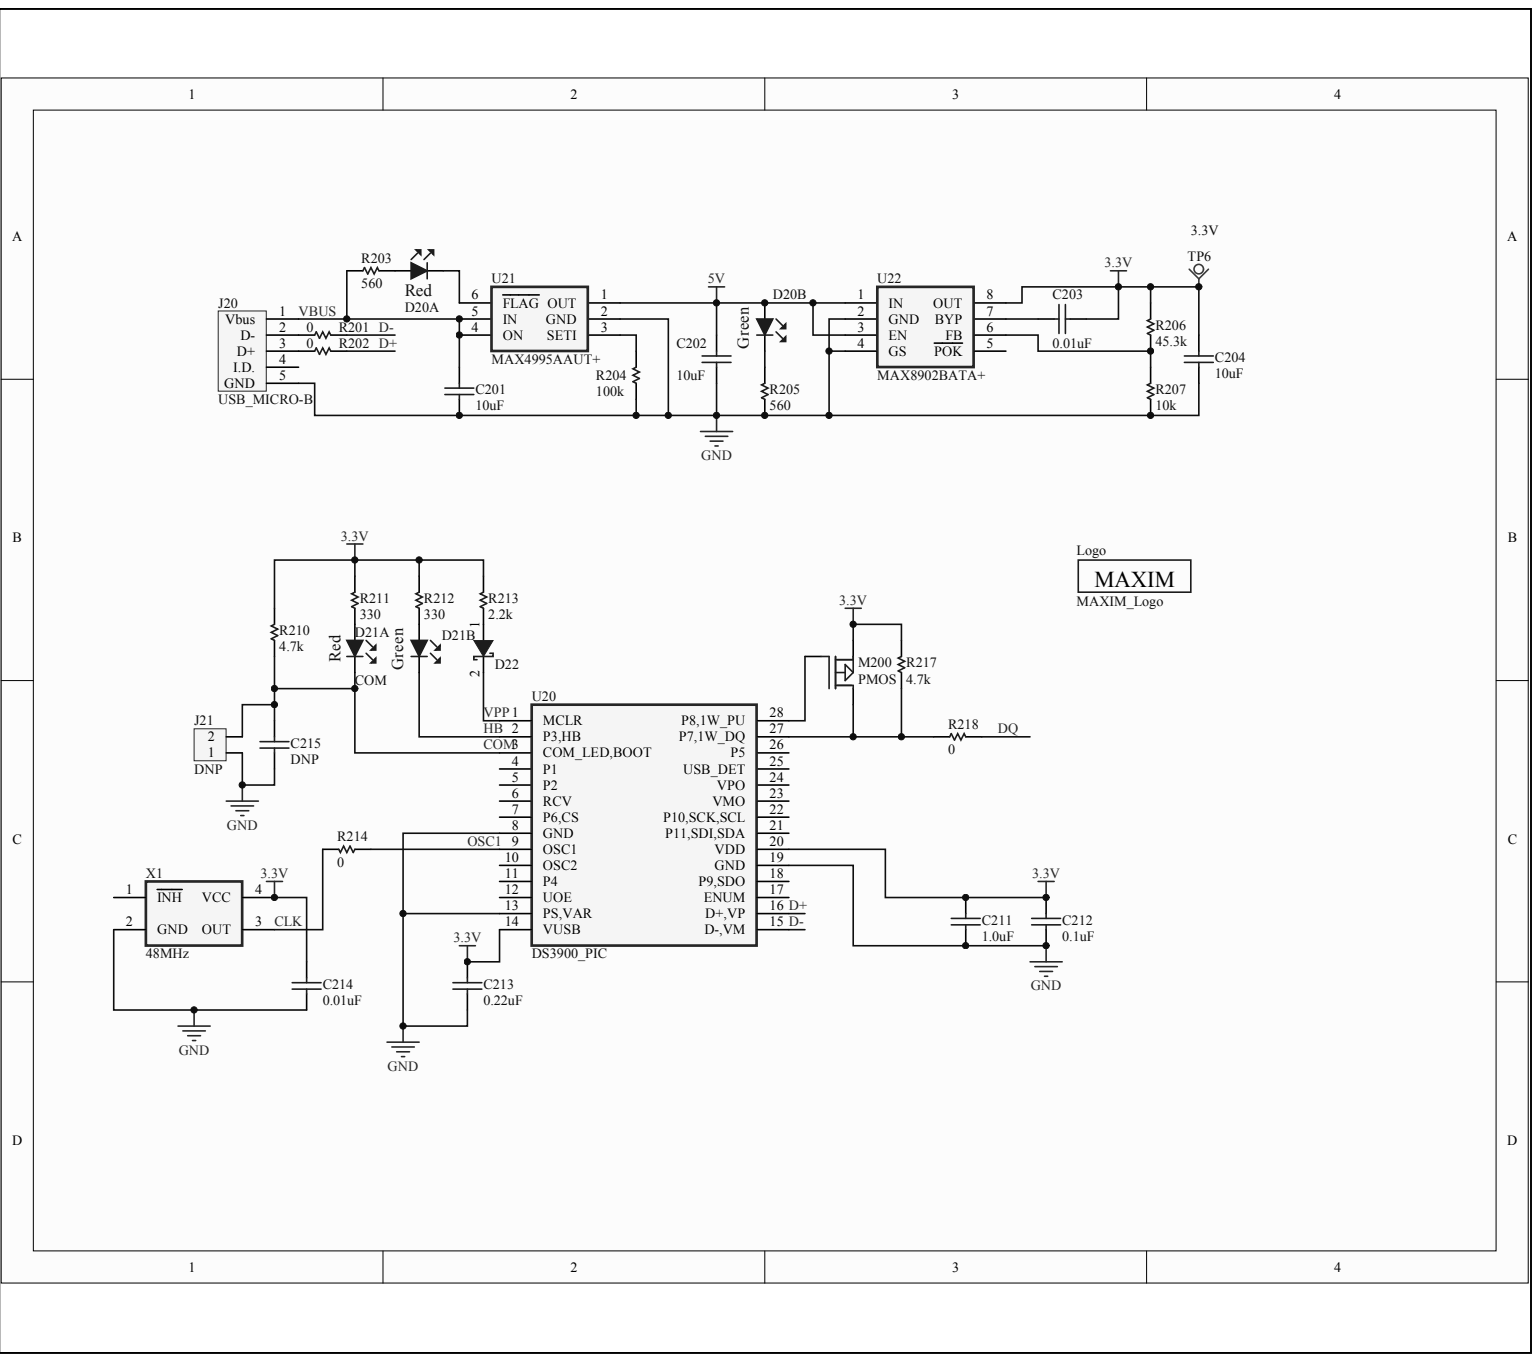 1 2 3 4
A A
3.3V
TP6
R203
560
Red
D20A
U21
5V
D20B
U22
3.3V
C203
0.01uF
J20
1 VBUS
Vbus
2 0 R201 D-
D-
3 0 R202 D+
D+
4
I.D.
5
GND
USB_MICRO-B
6 FLAG OUT 1
5 IN GND 2
4 ON SETI 3
MAX4995AAUT+
C201
10uF
R204
100k
C202
10uF
Green
R205
560
1 IN OUT 8
2 GND BYP 7
3 EN FB 6
4 GS POK 5
MAX8902BATA+
R206
45.3k
R207
10k
C204
10uF
GND
B B
3.3V
R210
4.7k
R211
330
R212
330
R213
2.2k
Red
D21A
Green
D21B
1
D22
2
COM
J21
2
1
DNP
C215
DNP
GND
Logo
MAXIM
MAXIM_Logo
3.3V
M200
PMOS
R217
4.7k
R218
0
DQ
U20
VPP 1 MCLR P8,1W_PU 28
HB 2 P3,HB P7,1W_DQ 27
COM 3 COM_LED,BOOT P5 26
4 P1 USB_DET 25
5 P2 VPO 24
6 RCV VMO 23
7 P6,CS P10,SCK,SCL 22
8 GND P11,SDI,SDA 21
OSC1 9 OSC1 VDD 20
10 OSC2 GND 19
11 P4 P9,SDO 18
12 UOE ENUM 17
13 PS,VAR D+,VP 16 D+
14 VUSB D-,VM 15 D-
DS3900_PIC
C C
R214
0
X1
3.3V
1 INH VCC 4
2 GND OUT 3 CLK
48MHz
C214
0.01uF
GND
3.3V
C213
0.22uF
GND
3.3V
C211
1.0uF
C212
0.1uF
GND
D D
1 2 3 4